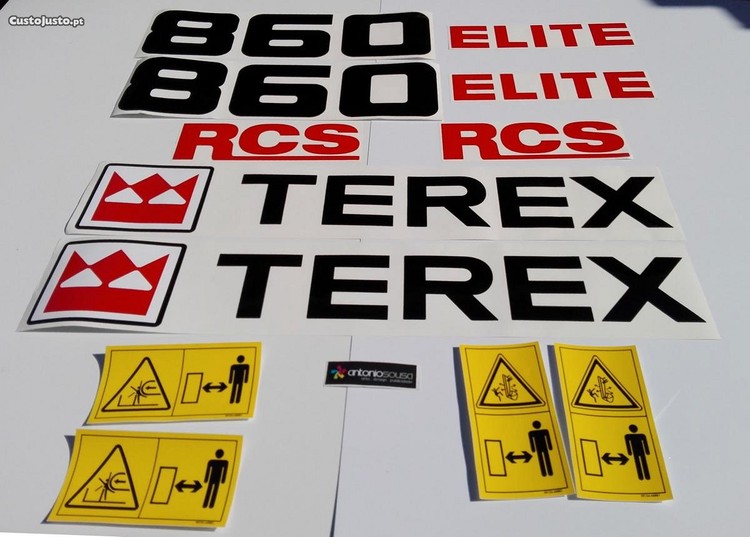 CustoJusto.pt
860 ELITE
860 ELITE
RCS RCS
TEREX
TEREX
antoniosousa